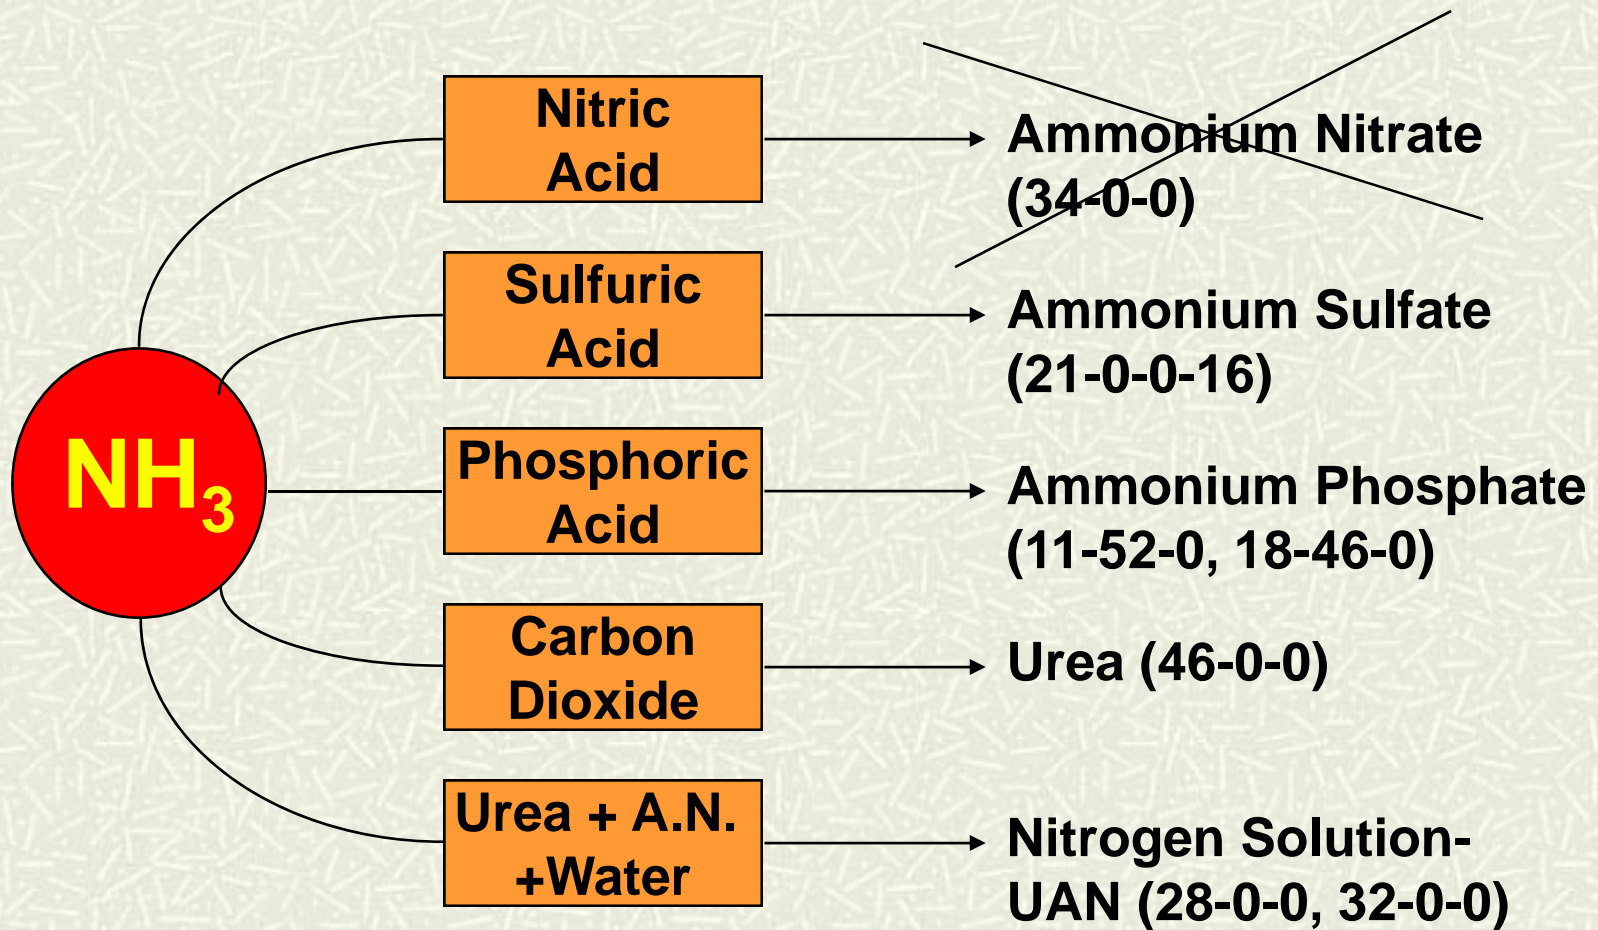 Nitric
Acid
Ammonium Nitrate
(34-0-0)
Sulfuric
Acid
Ammonium Sulfate
(21-0-0-16)
NH₃
Phosphoric
Acid
Ammonium Phosphate
(11-52-0, 18-46-0)
Carbon
Dioxide
Urea (46-0-0)
Urea + A.N.
+Water
Nitrogen Solution-
UAN (28-0-0, 32-0-0)